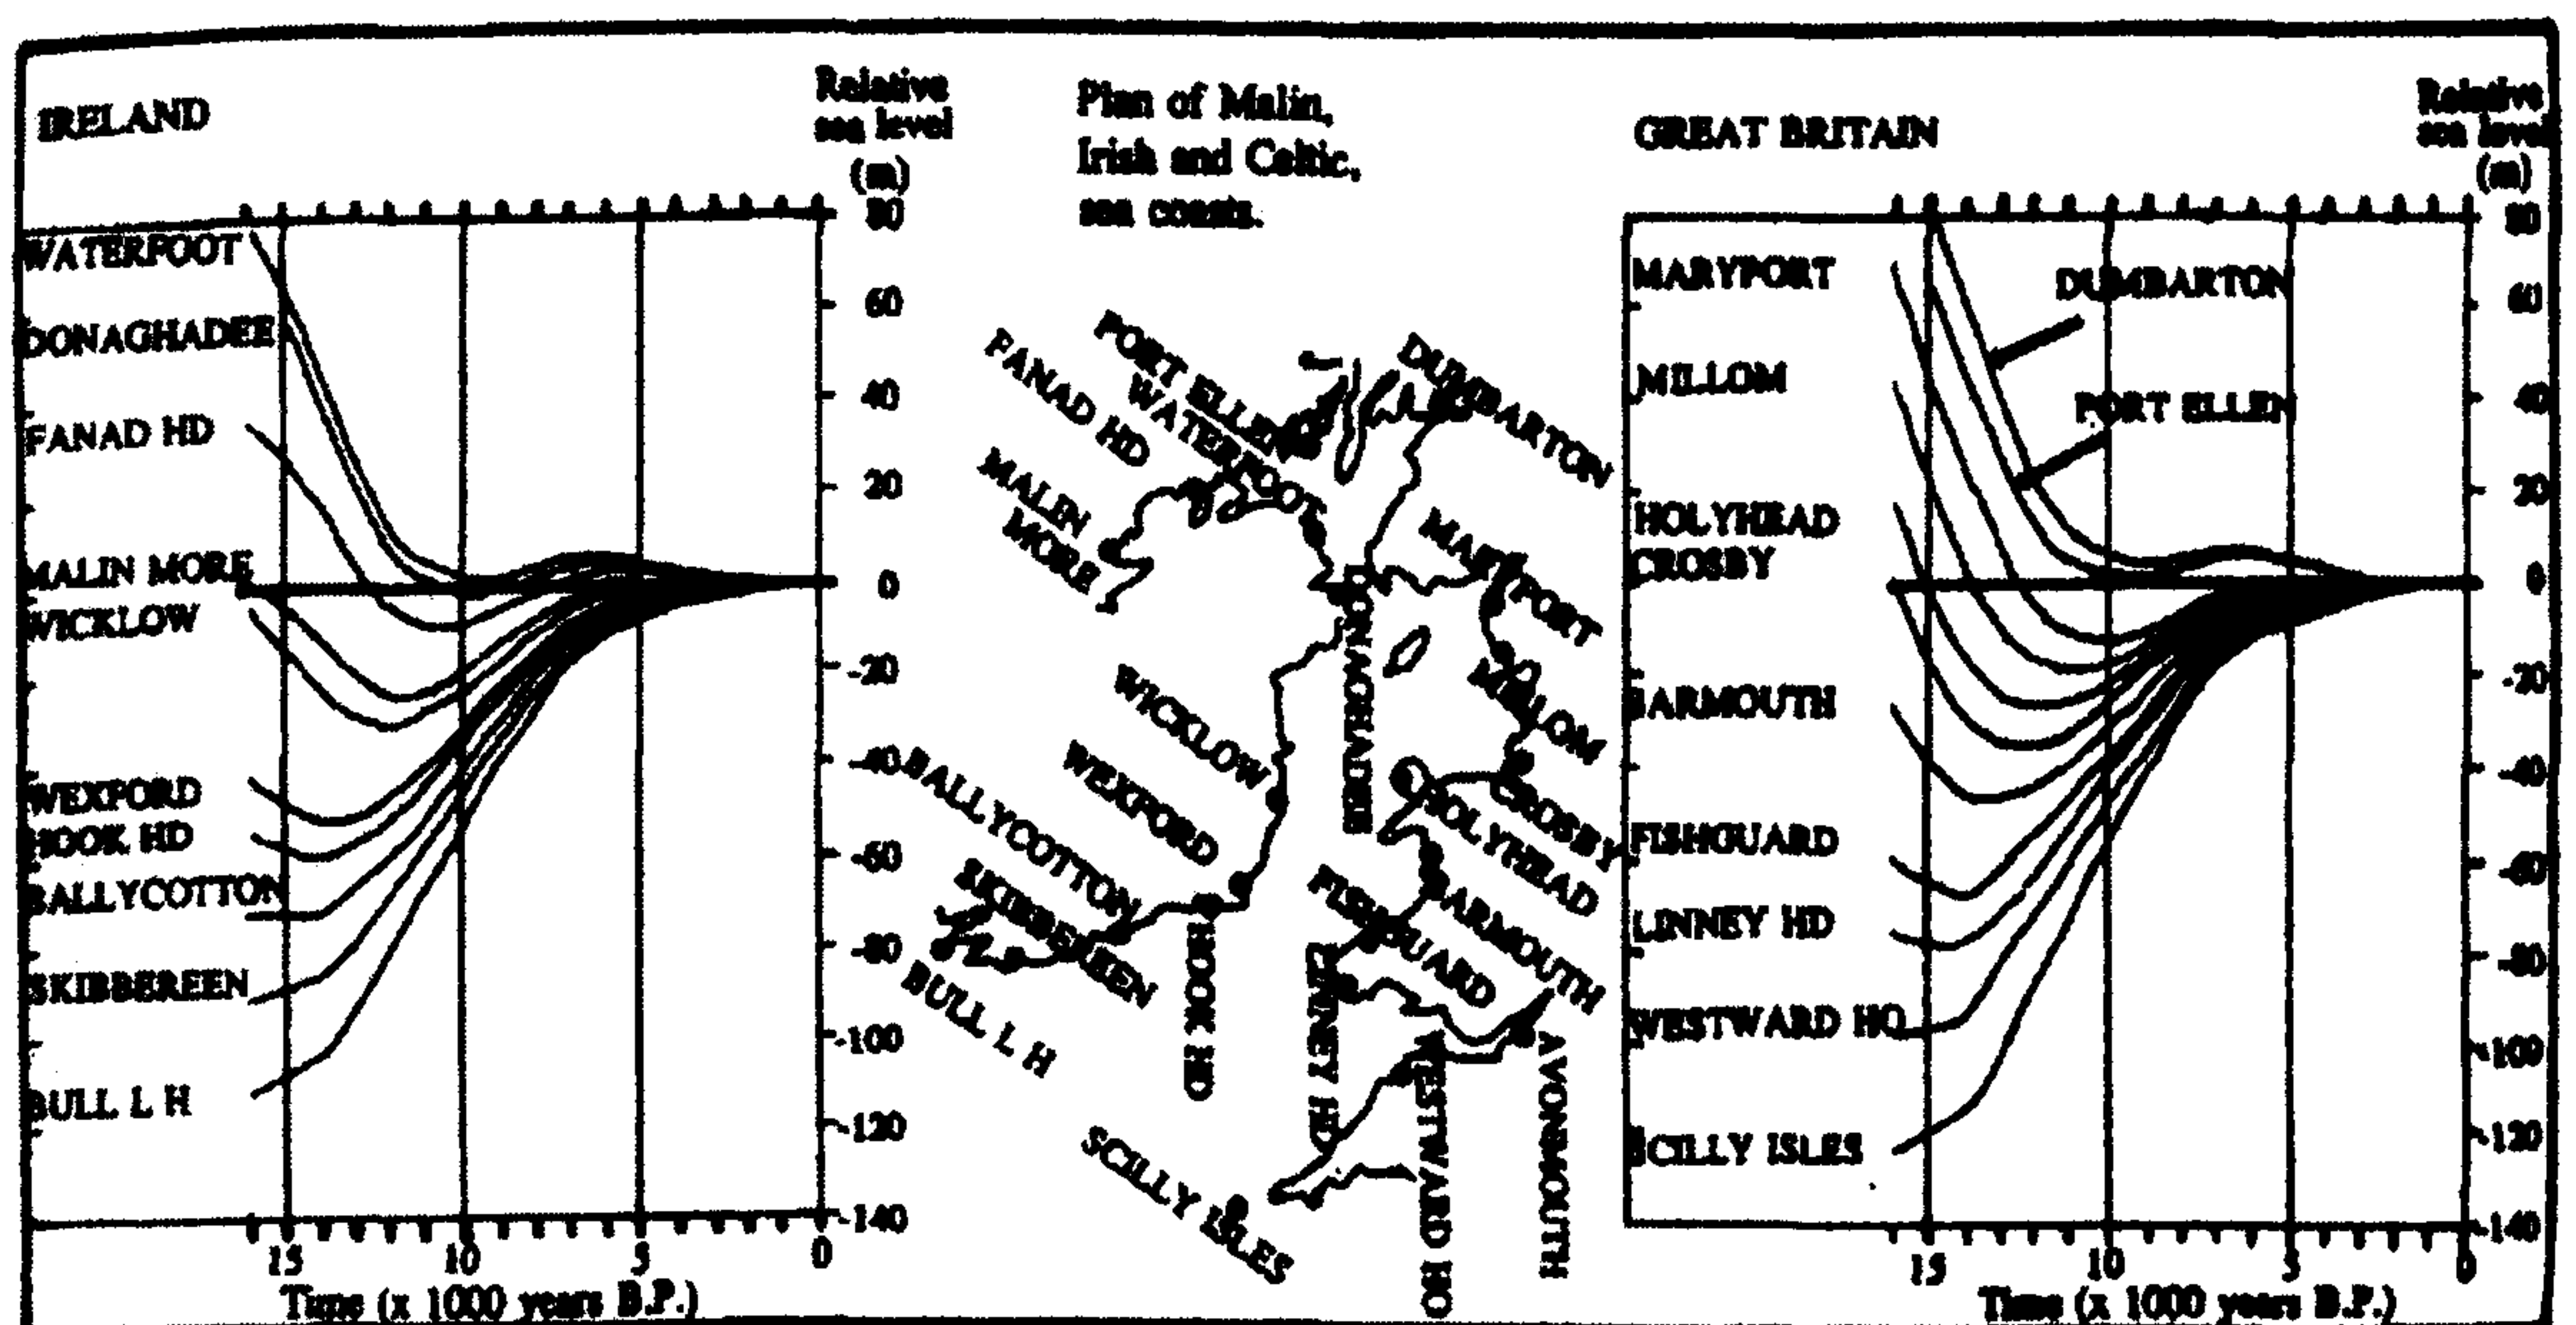 IRELAND
Relative
sea level
(m)
80
60
40
20
0
-20
-40
-60
-80
-100
-120
-140
WATERFOOT
DONAGHADEE
FANAD HD
MALIN MORE
WICKLOW
WEXFORD
HOOK HD
BALLYCOTTON
SKIBBEREEN
BULL L H
15 10 5 0
Time (x 1000 years B.P.)
Plan of Malin,
Irish and Celtic,
sea coasts.
PORT ELLEN
WATERFOOT
FANAD HD
MALIN
MORE
DUMBARTON
MARYPORT
DONAGHADEE
MILLOM
WICKLOW
WEXFORD
BALLYCOTTON
SKIBBEREEN
BULL L H
HOOK HD
CROSBY
HOLYHEAD
BARMOUTH
FISHGUARD
LINNEY HD
WESTWARD HO
AVONMOUTH
SCILLY ISLES
GREAT BRITAIN
Relative
sea level
(m)
80
60
40
20
0
-20
-40
-60
-80
-100
-120
-140
MARYPORT
DUMBARTON
MILLOM
PORT ELLEN
HOLYHEAD
CROSBY
BARMOUTH
FISHGUARD
LINNEY HD
WESTWARD HO
SCILLY ISLES
15 10 5 0
Time (x 1000 years B.P.)